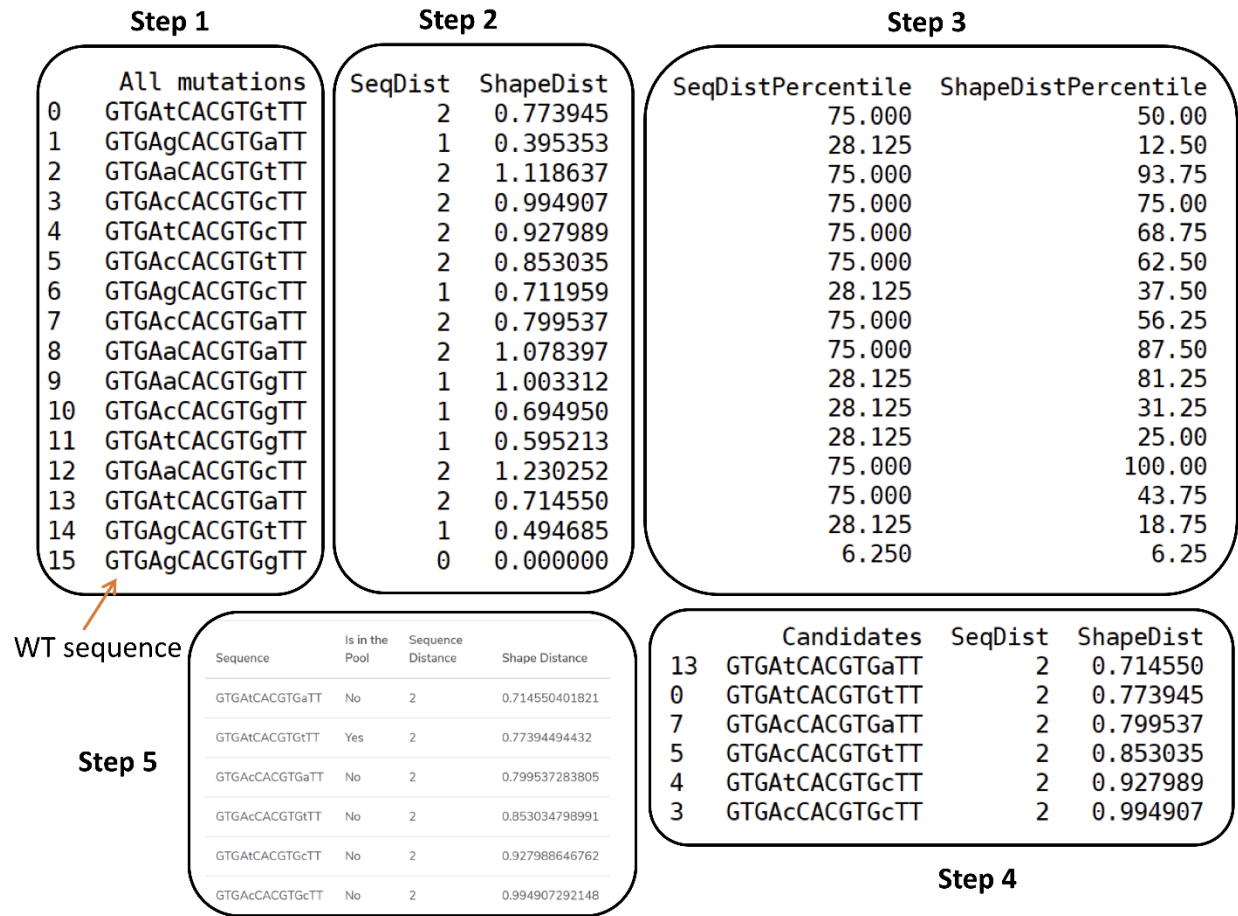 Step 1
Step 2
Step 3
All mutations
0 GTGAtCACGTGtTT
1 GTGAgCACGTGaTT
2 GTGAaCACGTGtTT
3 GTGAcCACGTGcTT
4 GTGAtCACGTGcTT
5 GTGAcCACGTGtTT
6 GTGAgCACGTGcTT
7 GTGAcCACGTGaTT
8 GTGAaCACGTGaTT
9 GTGAaCACGTGgTT
10 GTGAcCACGTGgTT
11 GTGAtCACGTGgTT
12 GTGAaCACGTGcTT
13 GTGAtCACGTGaTT
14 GTGAgCACGTGtTT
15 GTGAgCACGTGgTT
WT sequence
SeqDist ShapeDist
2 0.773945
1 0.395353
2 1.118637
2 0.994907
2 0.927989
2 0.853035
1 0.711959
2 0.799537
2 1.078397
1 1.003312
1 0.694950
1 0.595213
2 1.230252
2 0.714550
1 0.494685
0 0.000000
SeqDistPercentile ShapeDistPercentile
75.000 50.00
28.125 12.50
75.000 93.75
75.000 75.00
75.000 68.75
75.000 62.50
28.125 37.50
75.000 56.25
75.000 87.50
28.125 81.25
28.125 31.25
28.125 25.00
75.000 100.00
75.000 43.75
28.125 18.75
6.250 6.25
Candidates SeqDist ShapeDist
13 GTGAtCACGTGaTT 2 0.714550
0 GTGAtCACGTGtTT 2 0.773945
7 GTGAcCACGTGaTT 2 0.799537
5 GTGAcCACGTGtTT 2 0.853035
4 GTGAtCACGTGcTT 2 0.927989
3 GTGAcCACGTGcTT 2 0.994907
Step 4
Step 5
Sequence Is in the Pool Sequence Distance Shape Distance
GTGAtCACGTGaTT No 2 0.714550401821
GTGAtCACGTGtTT Yes 2 0.77394494432
GTGAcCACGTGaTT No 2 0.799537283805
GTGAcCACGTGtTT No 2 0.853034798991
GTGAtCACGTGcTT No 2 0.927988646762
GTGAcCACGTGcTT No 2 0.994907292148